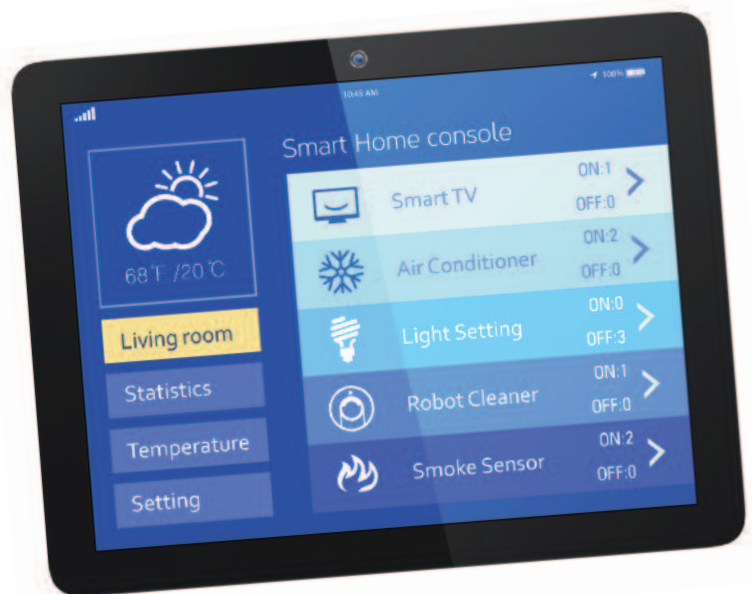 10:45 AM
100%
Smart Home console
68°F /20°C
Living room
Statistics
Temperature
Setting
Smart TV
ON:1
OFF:0
Air Conditioner
ON:2
OFF:0
Light Setting
ON:0
OFF:3
Robot Cleaner
ON:1
OFF:0
Smoke Sensor
ON:2
OFF:0